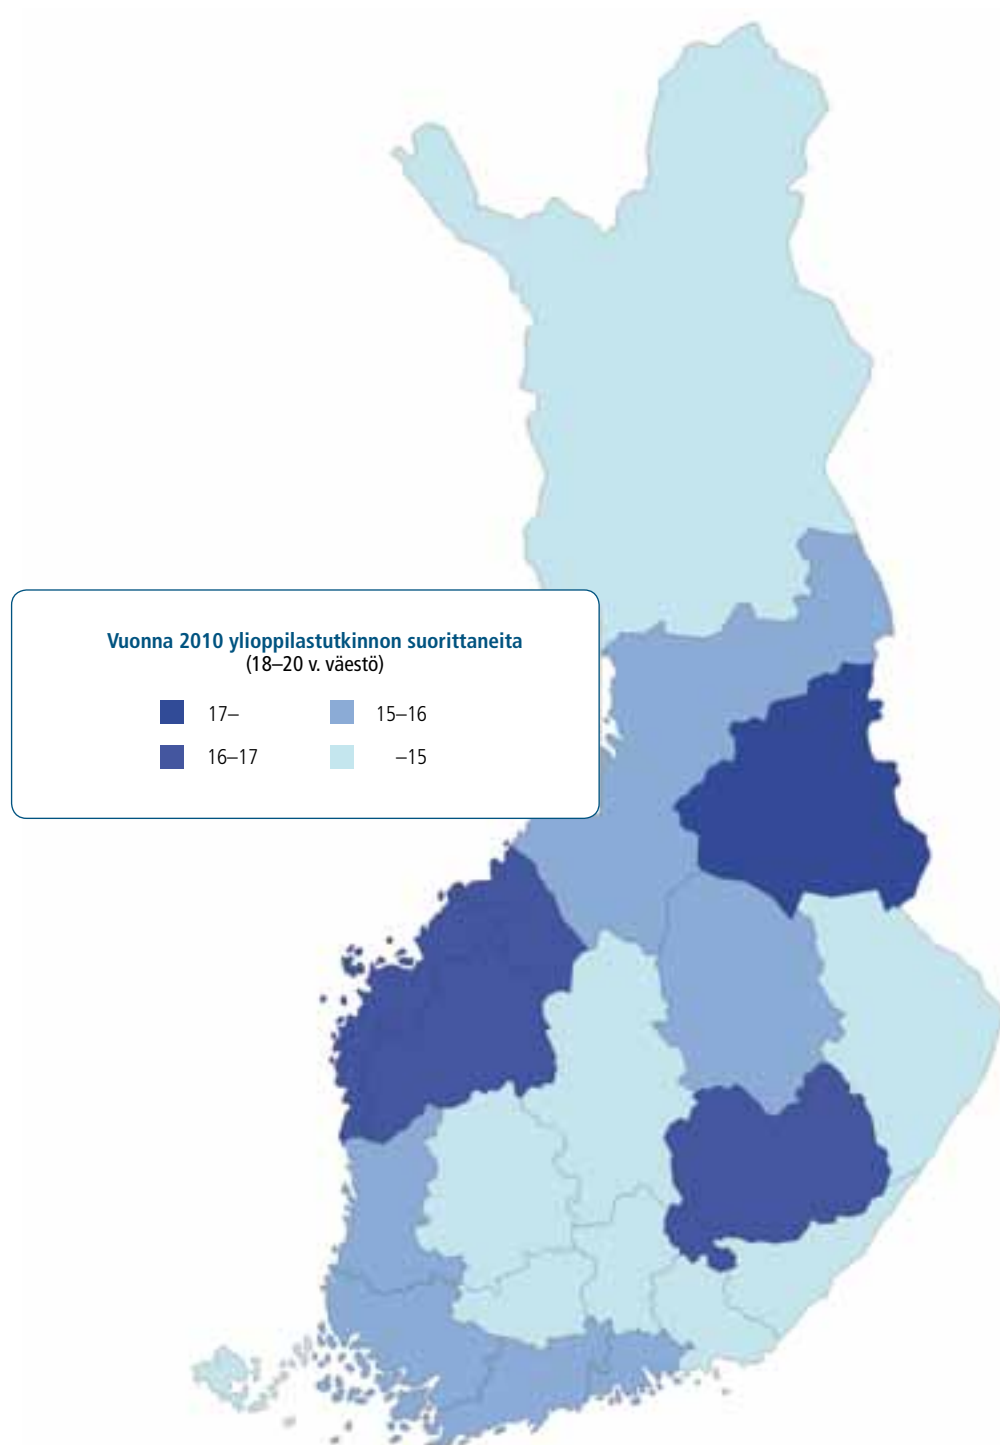 Vuonna 2010 ylioppilastutkinnon suorittaneita
(18–20 v. väestö)
17– 15–16
16–17 –15